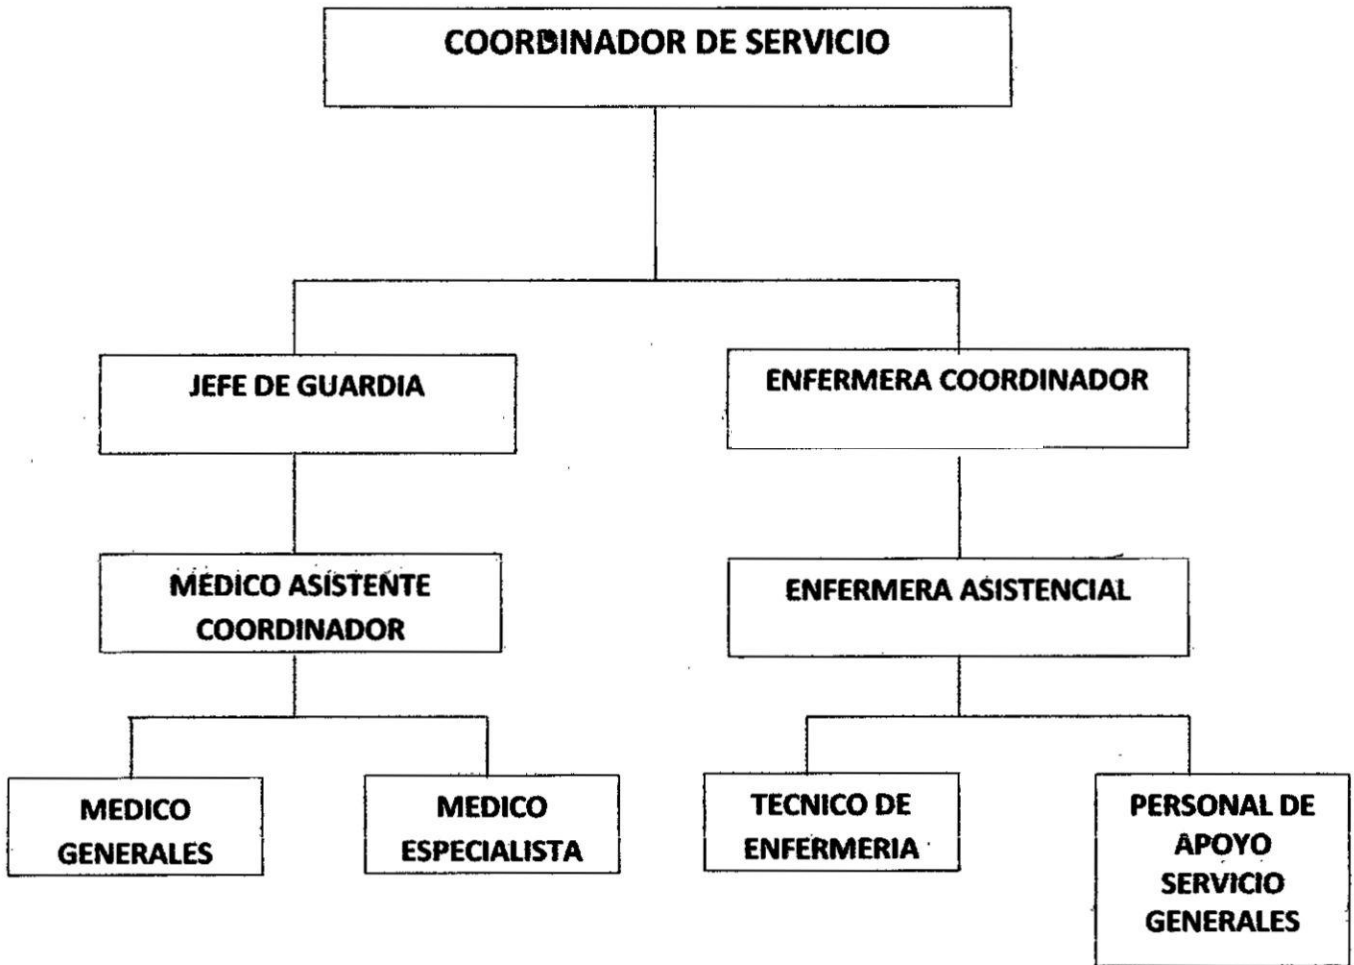 COORDINADOR DE SERVICIO
JEFE DE GUARDIA
ENFERMERA COORDINADOR
MEDICO ASISTENTE
COORDINADOR
ENFERMERA ASISTENCIAL
MEDICO
GENERALES
MEDICO
ESPECIALISTA
TECNICO DE
ENFERMERIA
PERSONAL DE
APOYO
SERVICIO
GENERALES